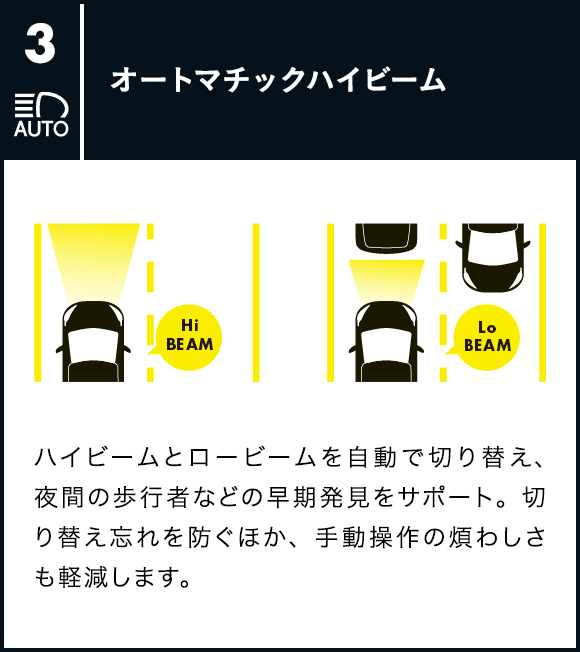 3
AUTO
オートマチックハイビーム
Hi
BEAM
Lo
BEAM
ハイビームとロービームを自動で切り替え、
夜間の歩行者などの早期発見をサポート。切
り替え忘れを防ぐほか、手動操作の煩わしさ
も軽減します。